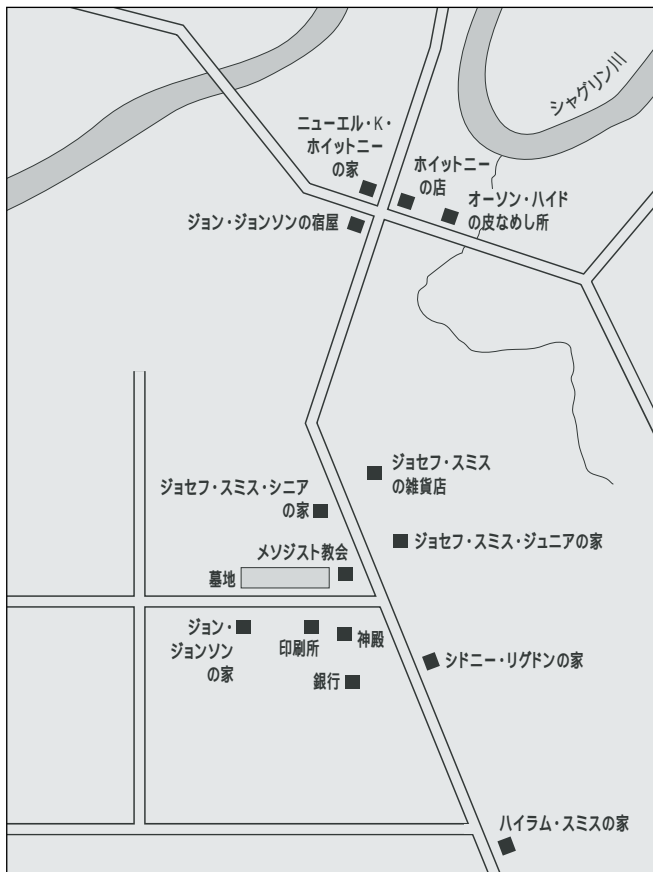 シャグリン川
ニューエル・K・
ホイットニー
の家
ホイットニー
の店
オーソン・ハイド
の皮なめし所
ジョン・ジョンソンの宿屋
ジョセフ・スミス
の雑貨店
ジョセフ・スミス・シニア
の家
ジョセフ・スミス・ジュニアの家
メソジスト教会
墓地
ジョン・
ジョンソン
の家
印刷所
神殿
銀行
シドニー・リグドンの家
ハイラム・スミスの家